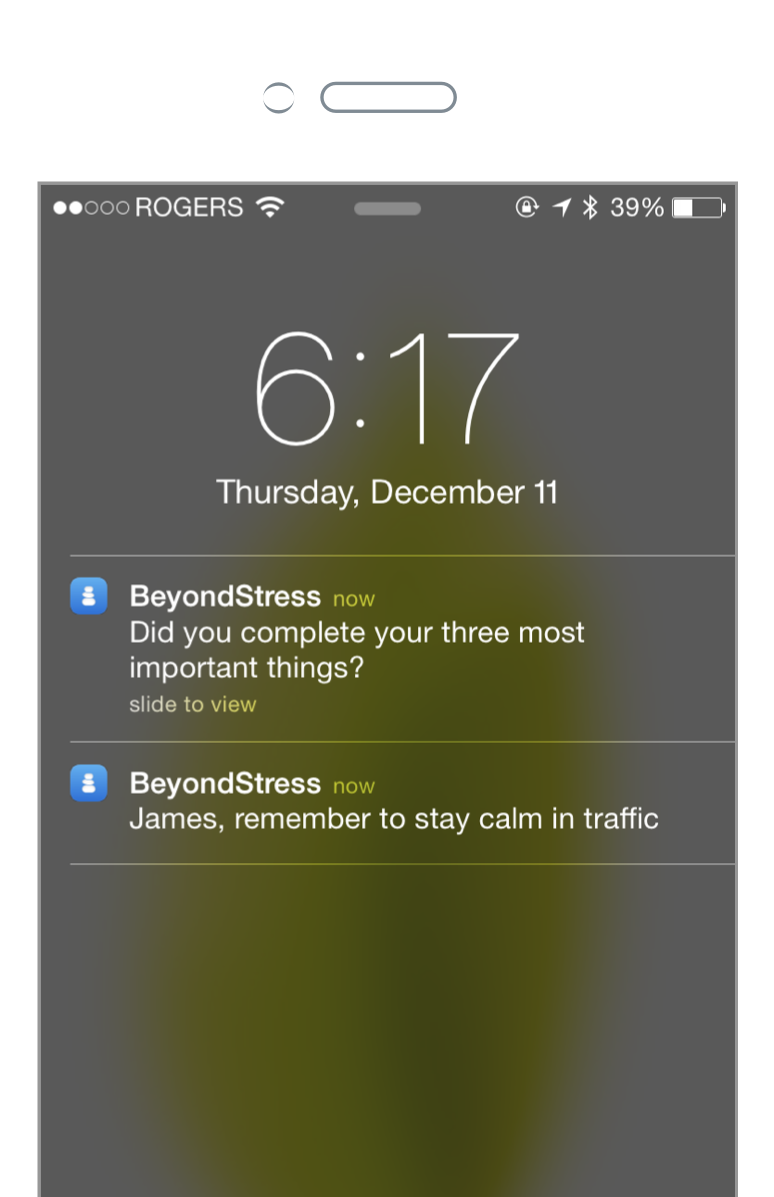 ROGERS 39%
6:17
Thursday, December 11
BeyondStress now
Did you complete your three most
important things?
slide to view
BeyondStress now
James, remember to stay calm in traffic